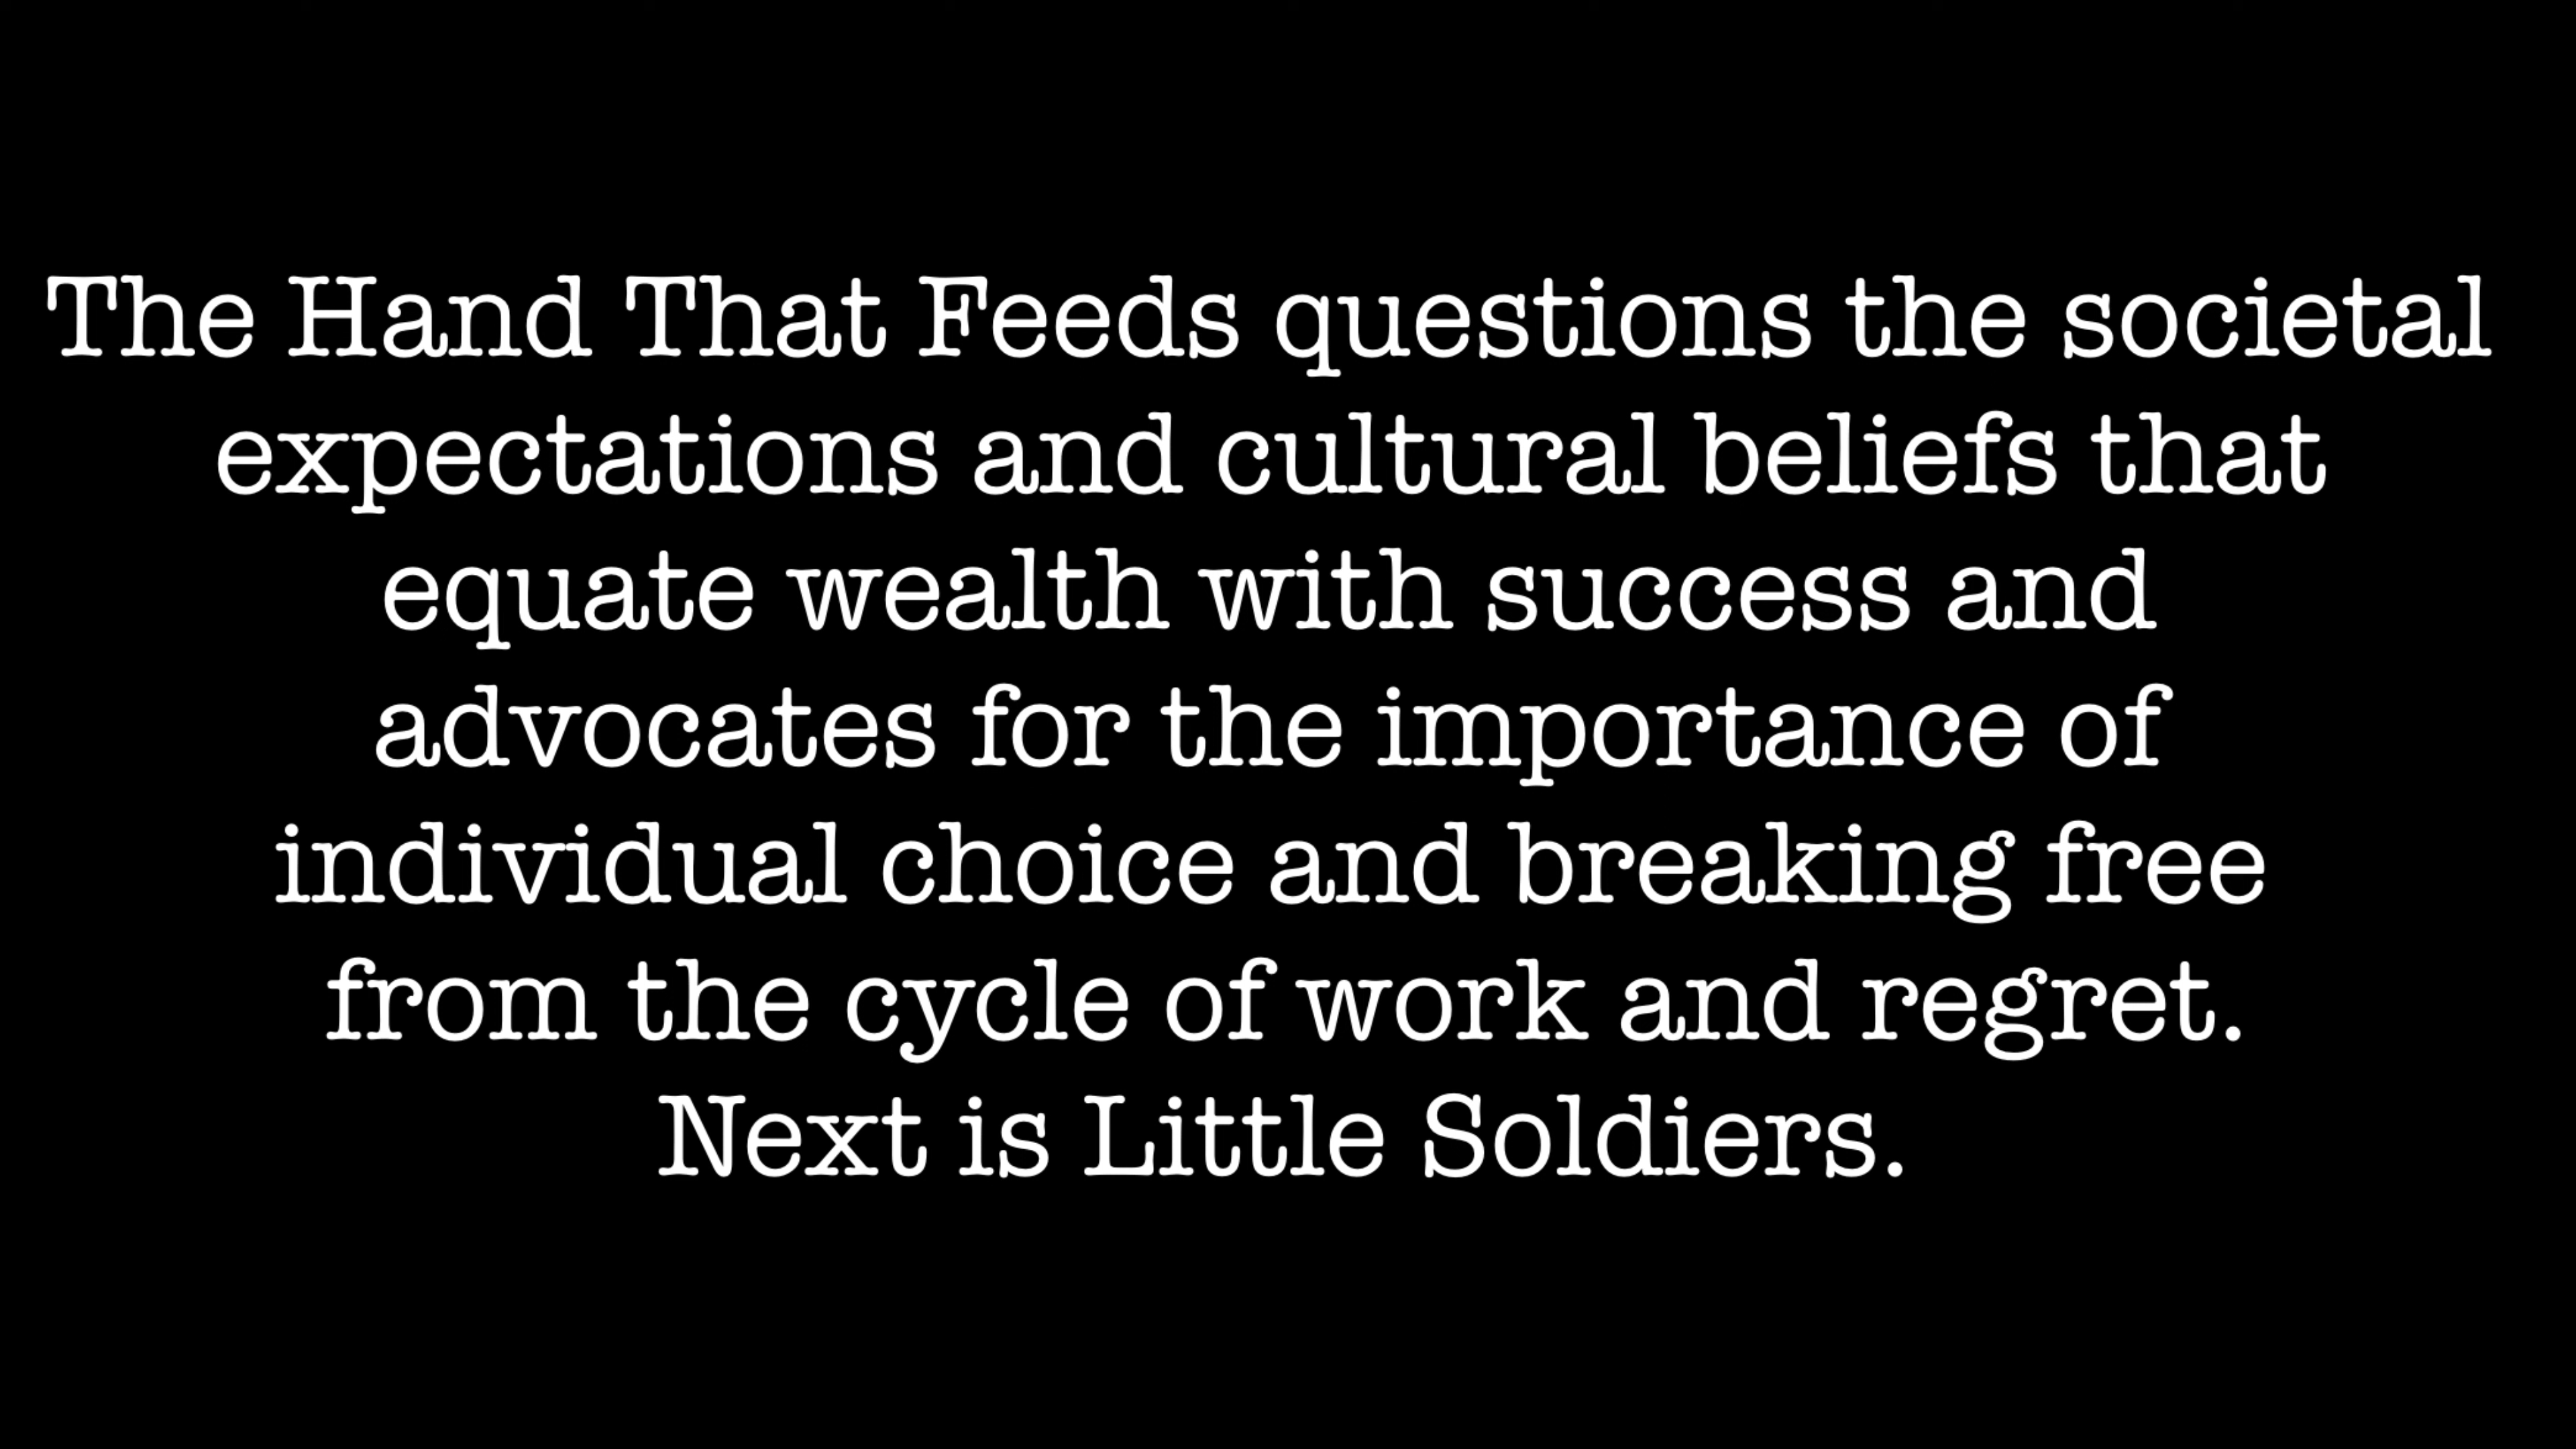 The Hand That Feeds questions the societal
expectations and cultural beliefs that
equate wealth with success and
advocates for the importance of
individual choice and breaking free
from the cycle of work and regret.
Next is Little Soldiers.